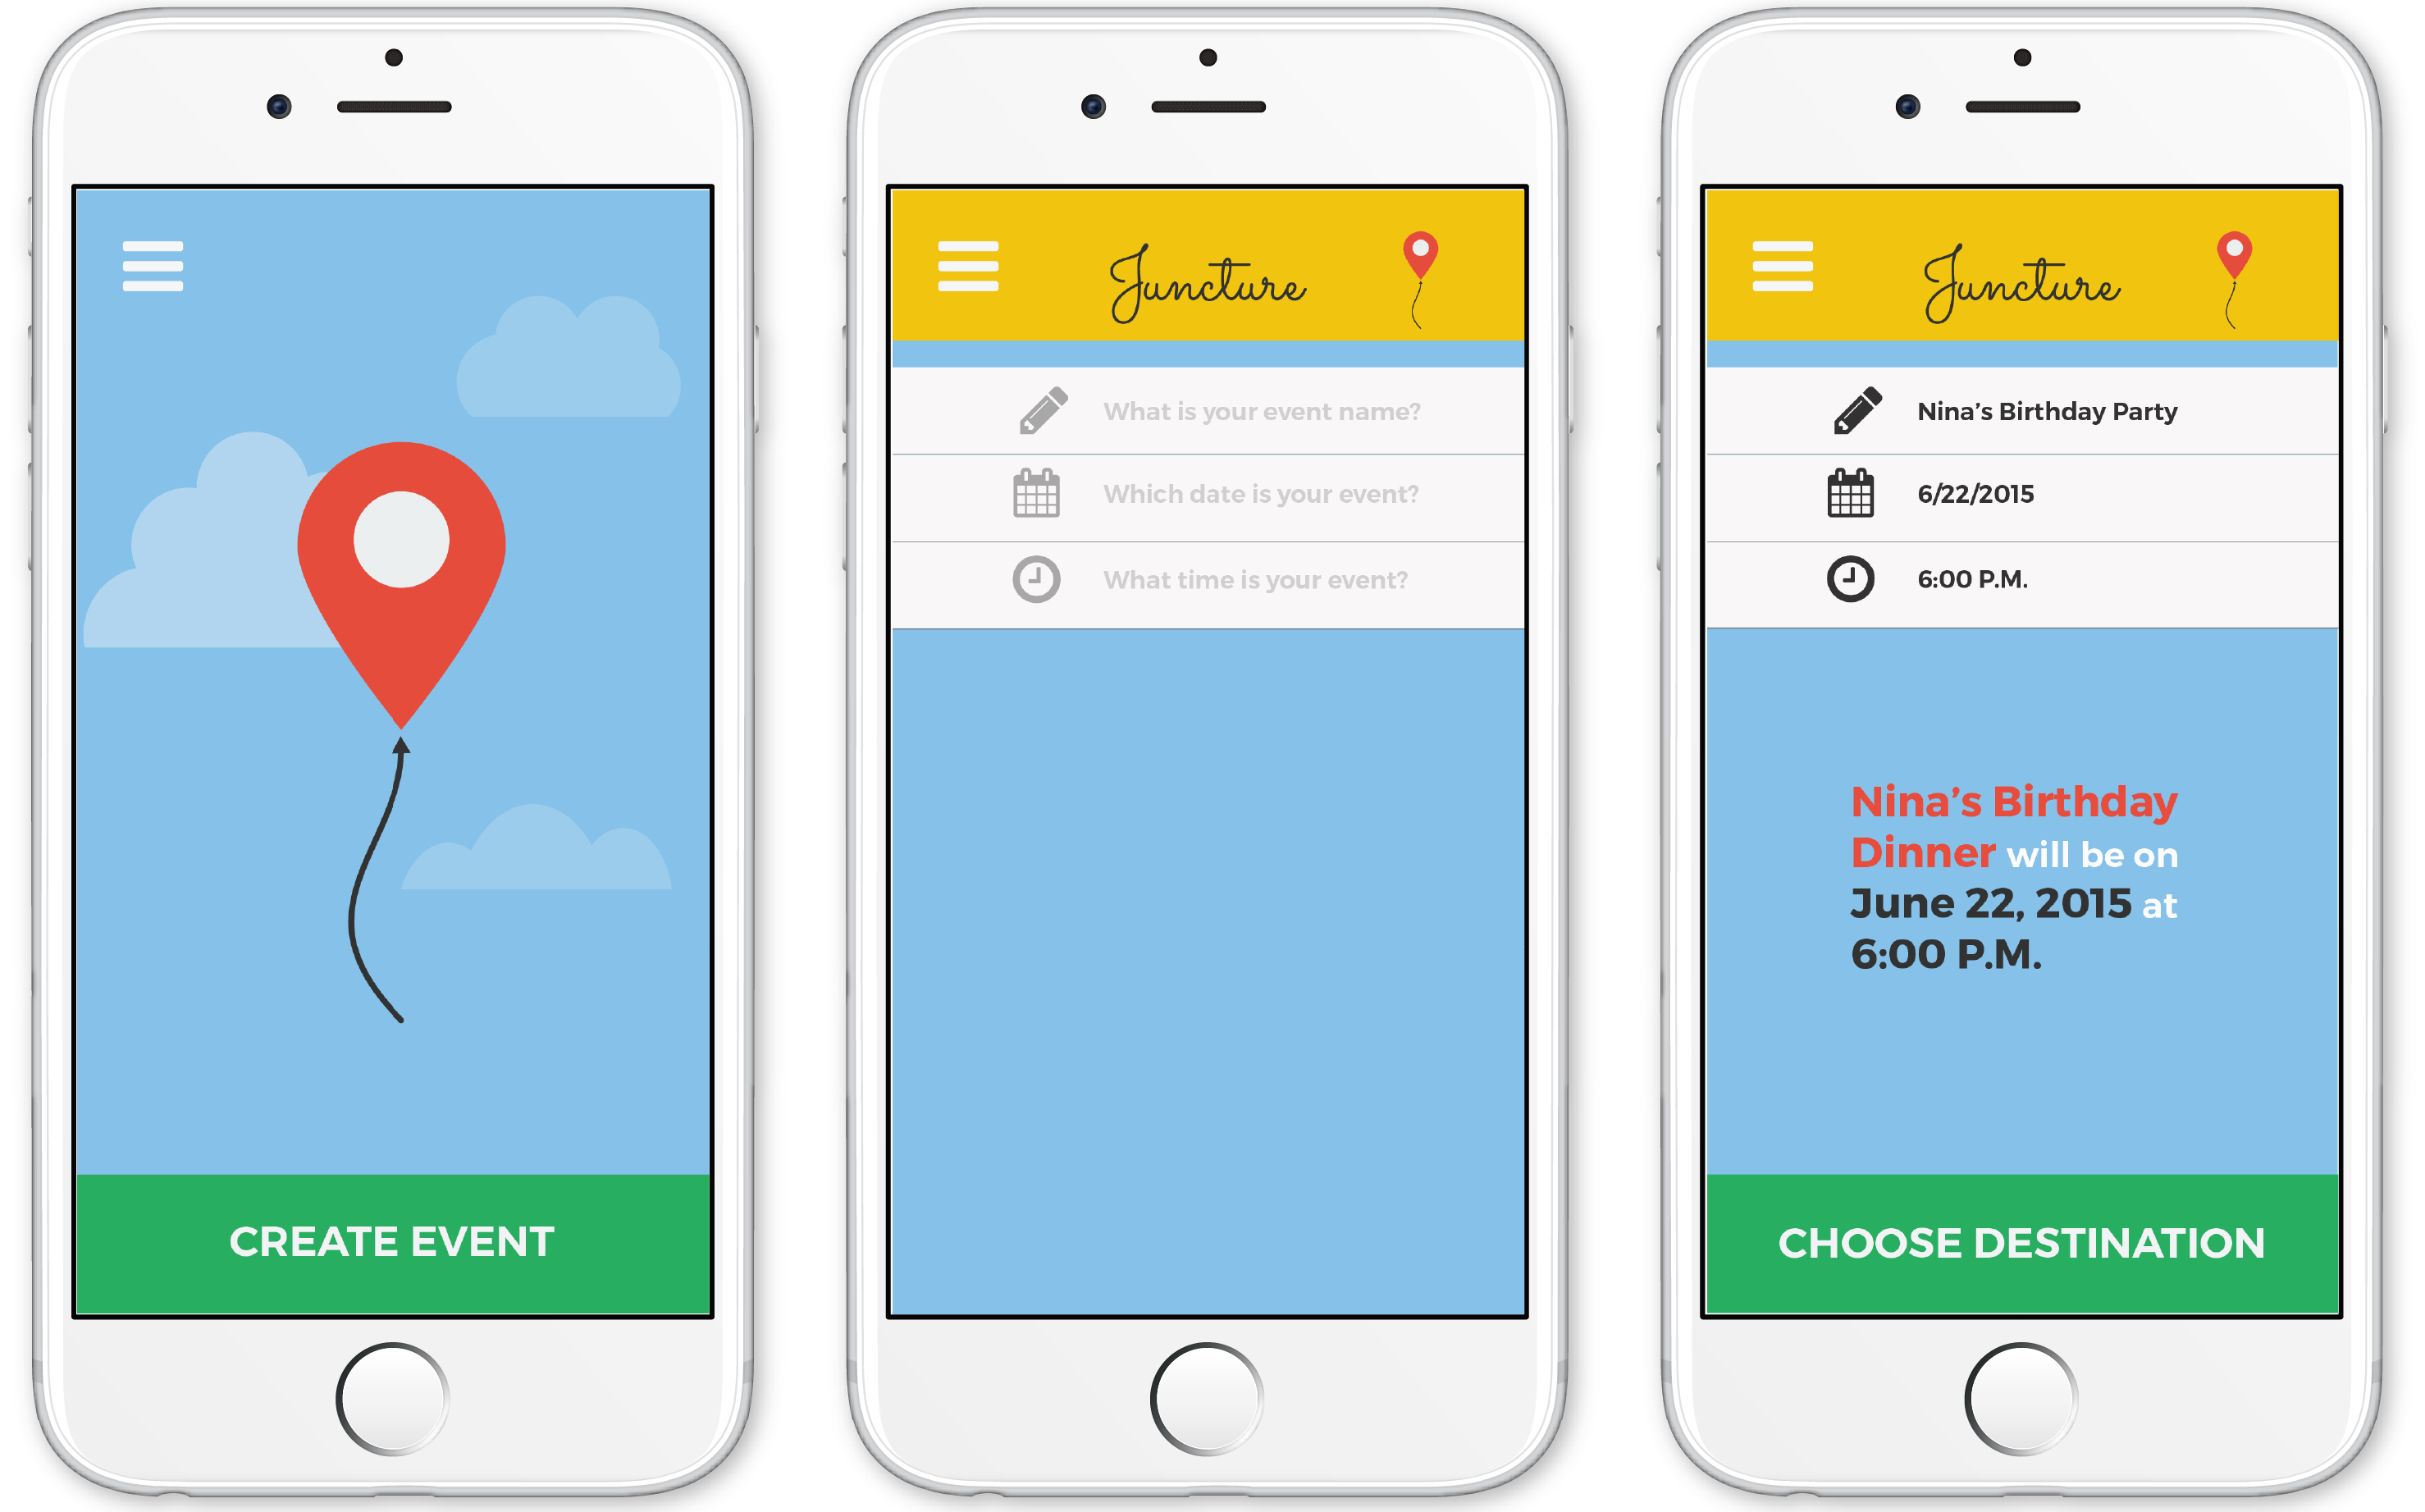 CREATE EVENT
Juncture
What is your event name?
Which date is your event?
What time is your event?
Juncture
Nina’s Birthday Party
6/22/2015
6:00 P.M.
Nina’s Birthday
Dinner will be on
June 22, 2015 at
6:00 P.M.
CHOOSE DESTINATION